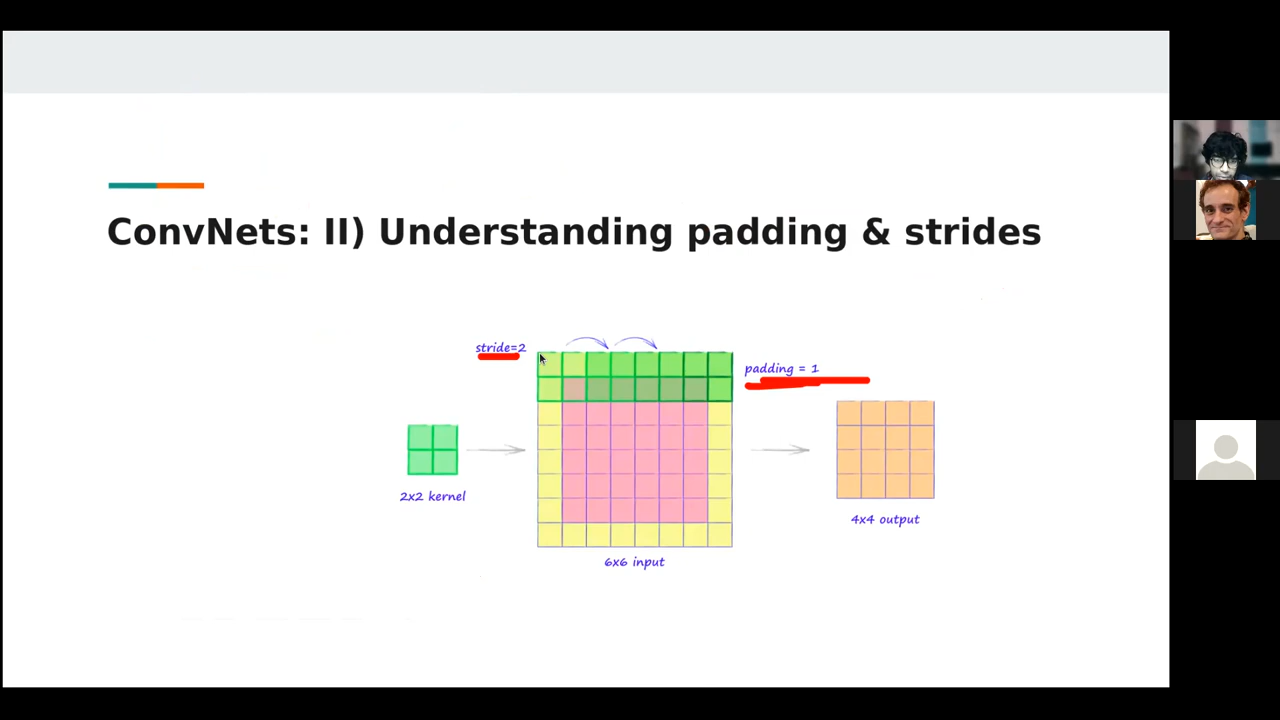 ConvNets: II) Understanding padding & strides
stride=2
padding = 1
2x2 kernel
4x4 output
6x6 input